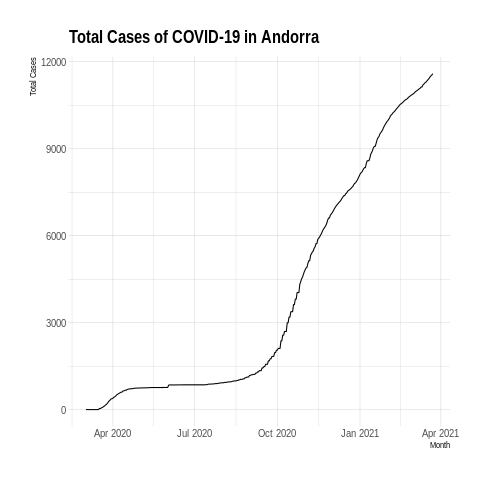 Total Cases of COVID-19 in Andorra
Total Cases
12000
9000
6000
3000
0
Apr 2020 Jul 2020 Oct 2020 Jan 2021 Apr 2021
Month